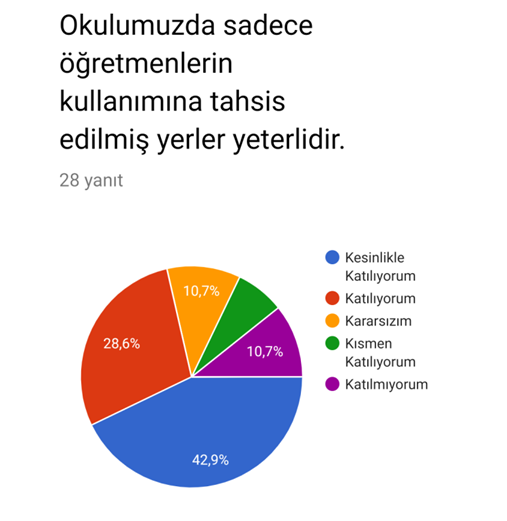 Okulumuzda sadece
öğretmenlerin
kullanımına tahsis
edilmiş yerler yeterlidir.
28 yanıt
Kesinlikle
Katılıyorum
Katılıyorum
Kararsızım
Kısmen
Katılıyorum
Katılmıyorum
10,7%
28,6%
10,7%
42,9%